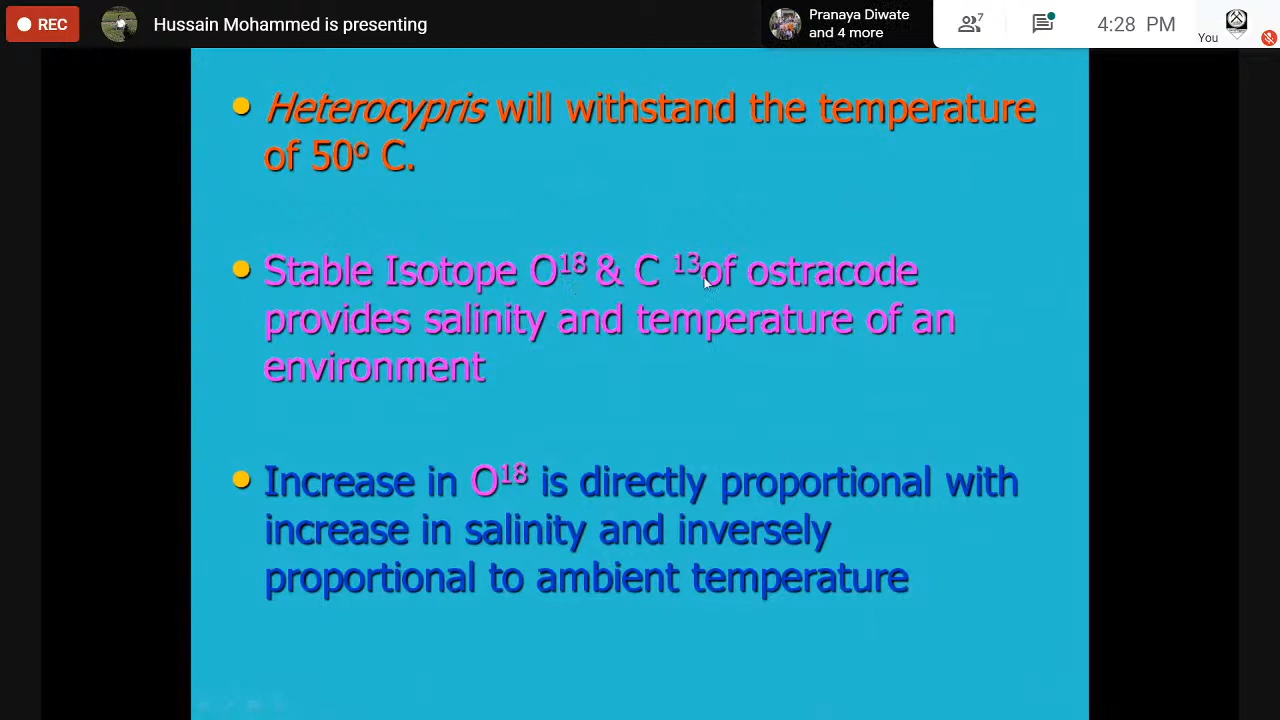 REC
Hussain Mohammed is presenting
Pranaya Diwate
and 4 more
7
4:28 PM
You
Heterocypris will withstand the temperature
of 50º C.
Stable Isotope O¹⁸ & C ¹³of ostracode
provides salinity and temperature of an
environment
Increase in O¹⁸ is directly proportional with
increase in salinity and inversely
proportional to ambient temperature